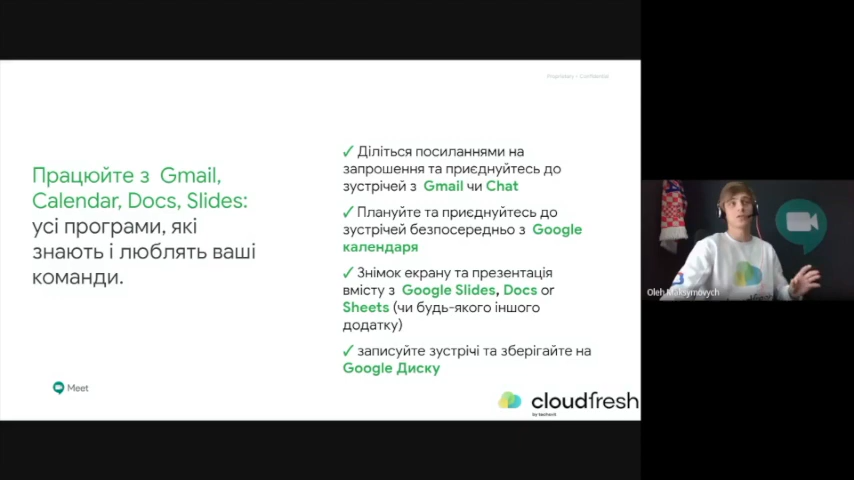 Proprietary | Confidential
Працюйте з Gmail,
Calendar, Docs, Slides:
усі програми, які
знають і люблять ваші
команди.
✓ Діліться посиланнями на
запрошення та приєднуйтесь до
зустрічей з Gmail чи Chat
✓ Плануйте та приєднуйтесь до
зустрічей безпосередньо з Google
календаря
✓ Знімок екрану та презентація
вмісту з Google Slides, Docs or
Sheets (чи будь-якого іншого
додатку)
✓ записуйте зустрічі та зберігайте на
Google Диску
Meet
cloudfresh
Oleh Maksymovych